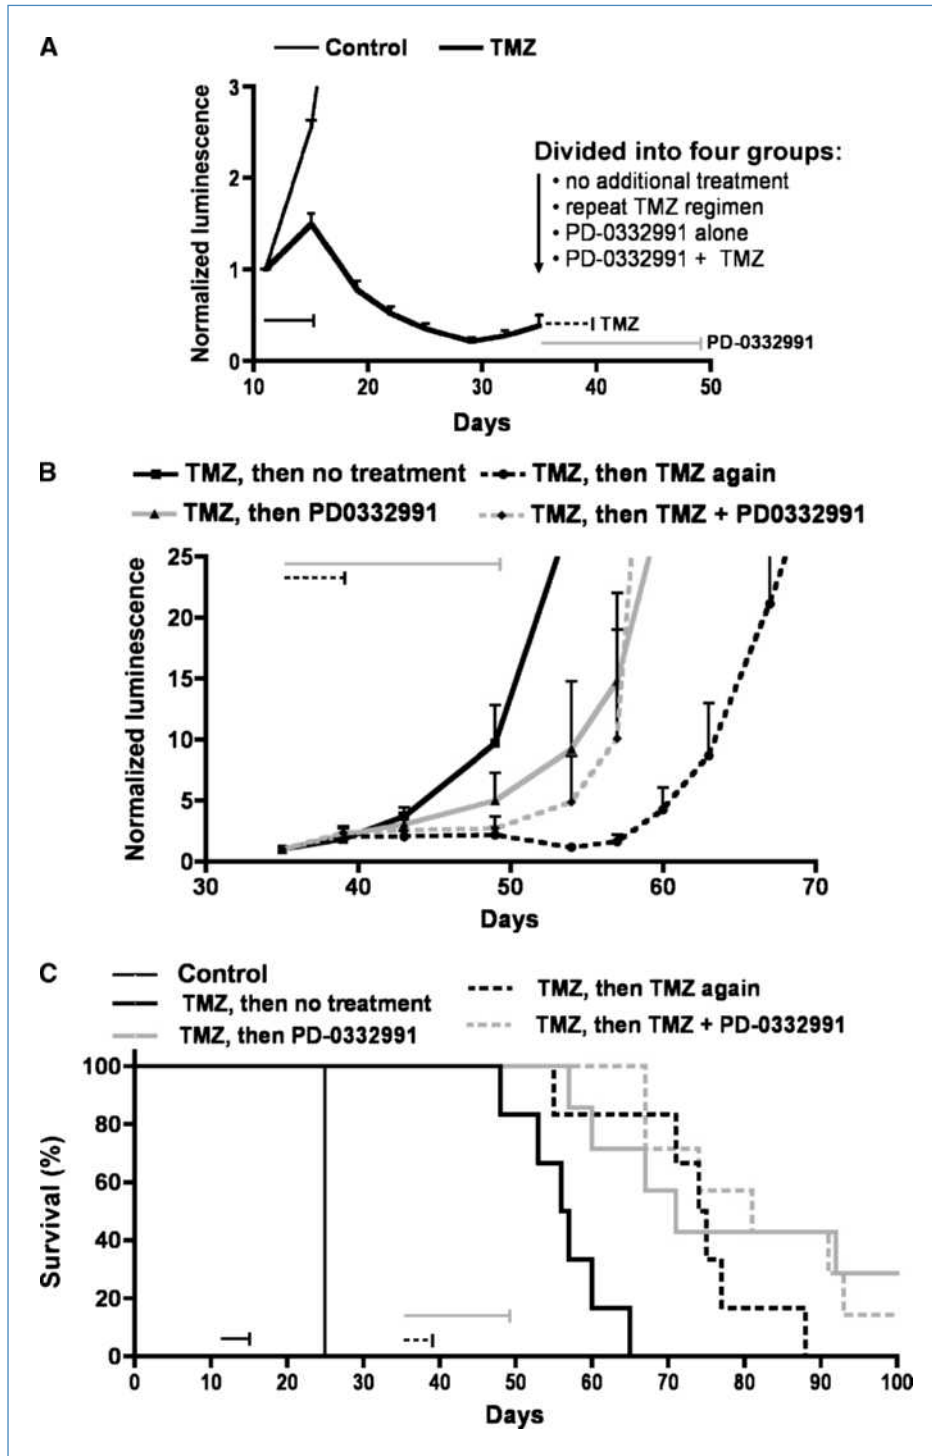 A
Control TMZ
Normalized luminescence
3
2
1
0
Divided into four groups:
• no additional treatment
• repeat TMZ regimen
• PD-0332991 alone
• PD-0332991 + TMZ
TMZ
PD-0332991
10 20 30 40 50
Days
B
TMZ, then no treatment TMZ, then TMZ again
TMZ, then PD0332991 TMZ, then TMZ + PD0332991
Normalized luminescence
25
20
15
10
5
0
30 40 50 60 70
Days
C
Control
TMZ, then no treatment
TMZ, then PD-0332991
TMZ, then TMZ again
TMZ, then TMZ + PD-0332991
Survival (%)
100
80
60
40
20
0
0 10 20 30 40 50 60 70 80 90 100
Days